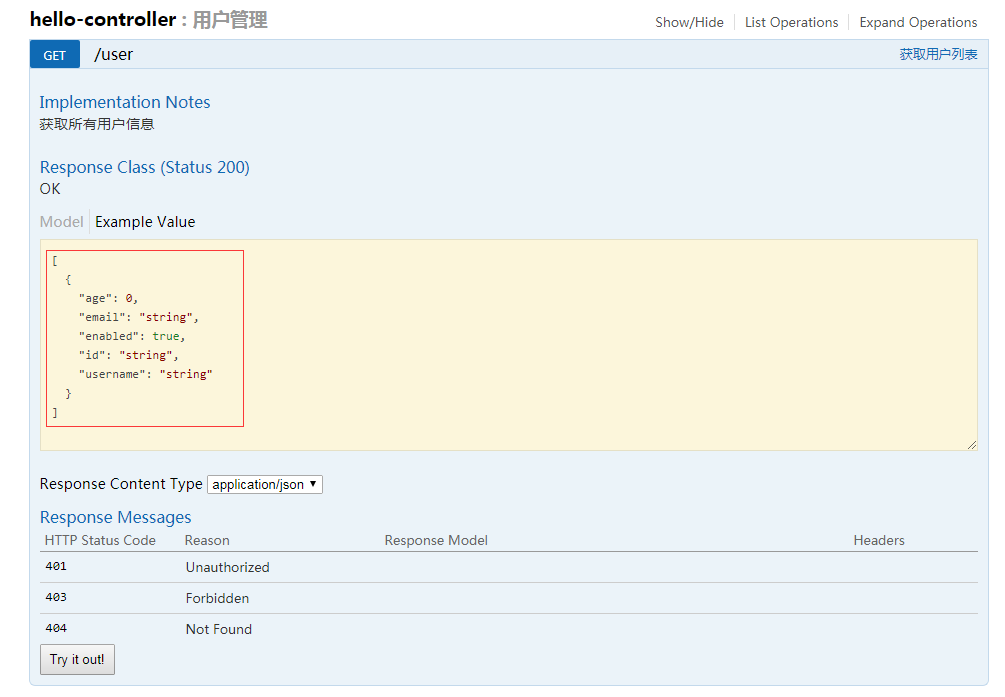 hello-controller : 用户管理
Show/Hide List Operations Expand Operations
GET /user 获取用户列表
Implementation Notes
获取所有用户信息
Response Class (Status 200)
OK
Model Example Value
[
{
"age": 0,
"email": "string",
"enabled": true,
"id": "string",
"username": "string"
}
]
Response Content Type application/json
Response Messages
HTTP Status Code Reason Response Model Headers
401 Unauthorized
403 Forbidden
404 Not Found
Try it out!